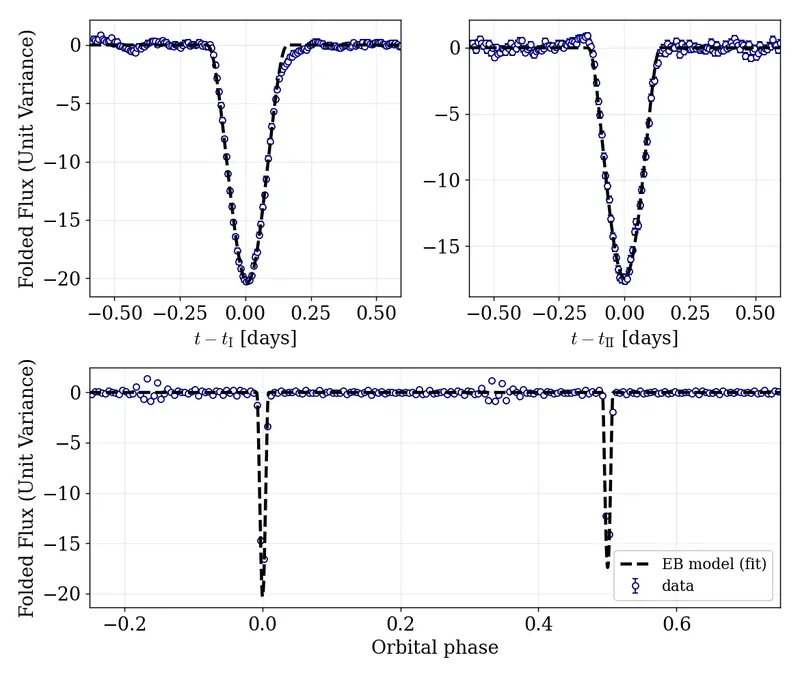 Folded Flux (Unit Variance)
0
−5
−10
−15
−20
−0.50 −0.25 0.00 0.25 0.50
t − tI [days]
0
−5
−10
−15
−0.50 −0.25 0.00 0.25 0.50
t − tII [days]
Folded Flux (Unit Variance)
0
−5
−10
−15
−20
EB model (fit)
data
−0.2 0.0 0.2 0.4 0.6
Orbital phase